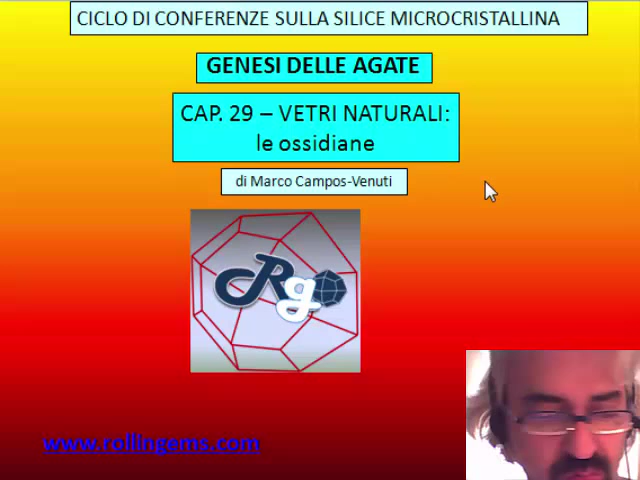 CICLO DI CONFERENZE SULLA SILICE MICROCRISTALLINA
GENESI DELLE AGATE
CAP. 29 – VETRI NATURALI:
le ossidiane
di Marco Campos-Venuti
Rg
www.rollingems.com